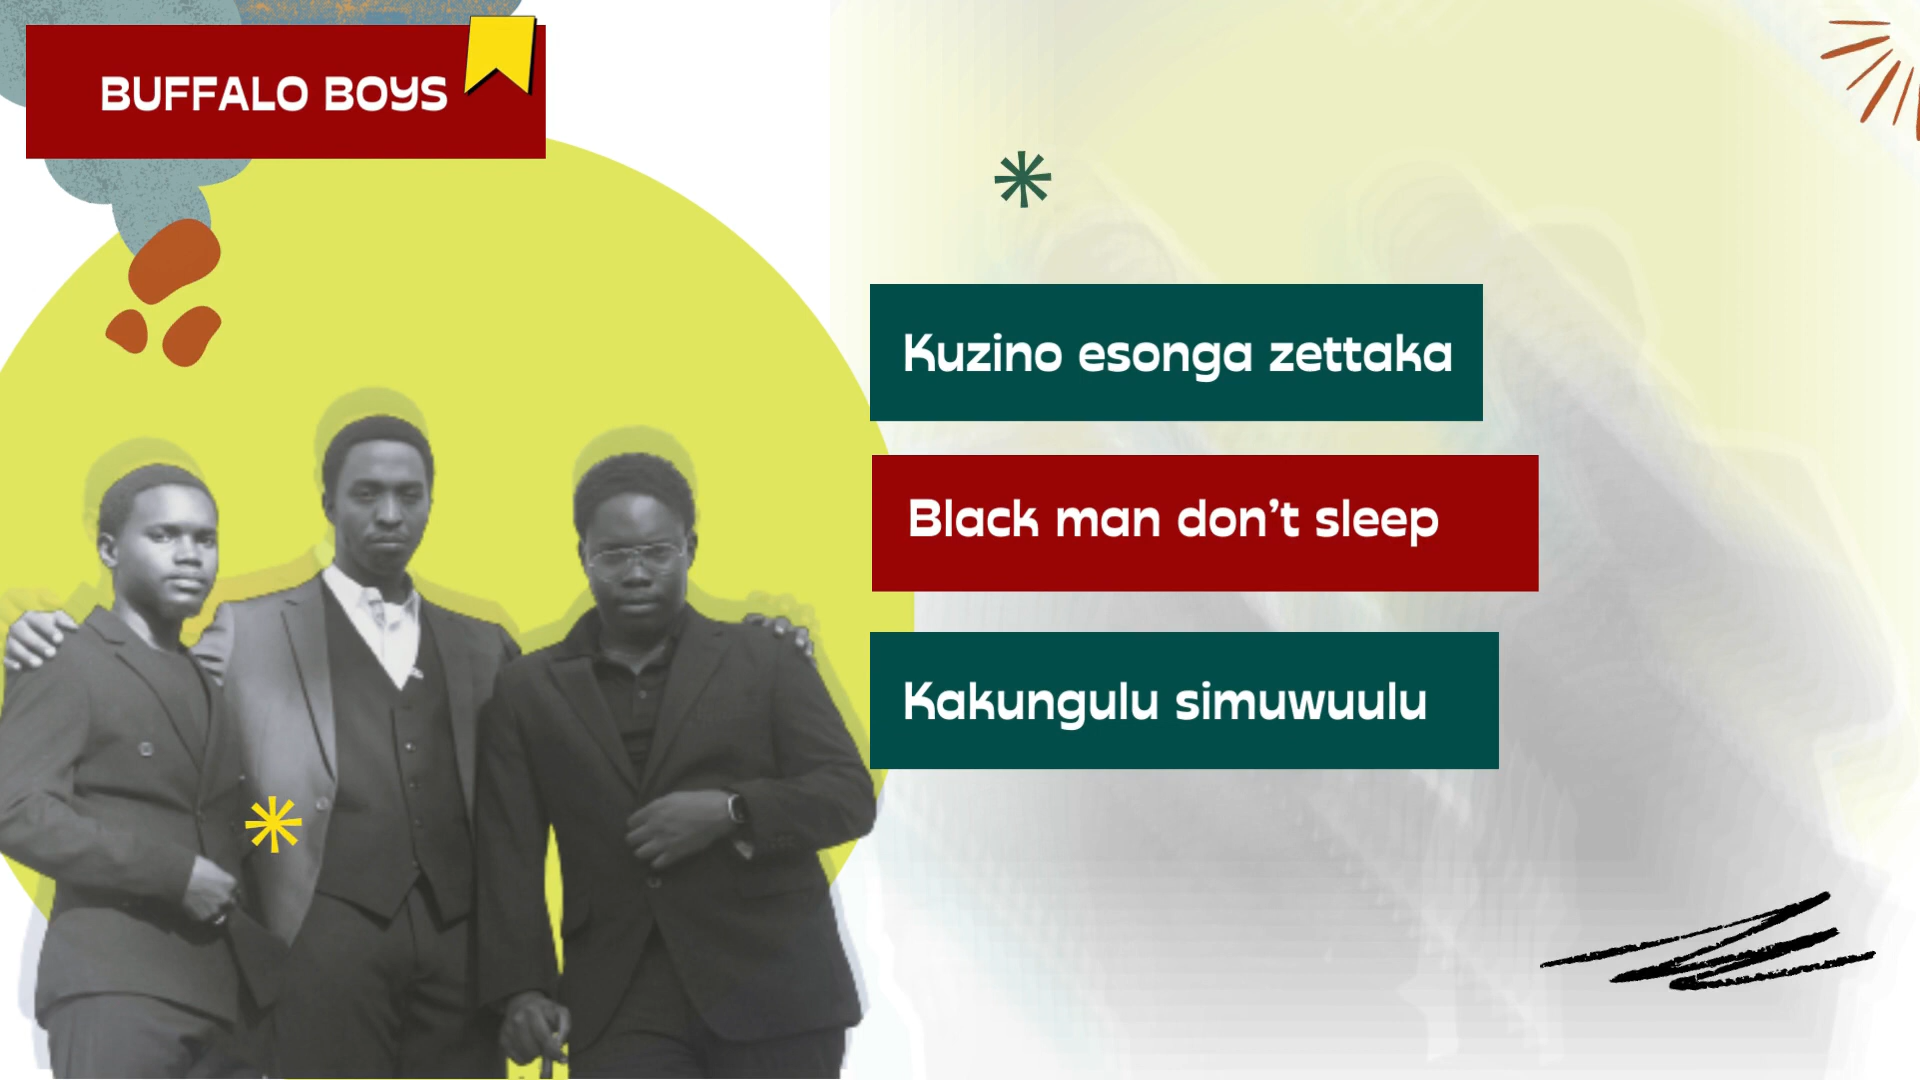 BUFFALO BOYS
Kuzino esonga zettaka
Black man don’t sleep
Kakungulu simuwuulu